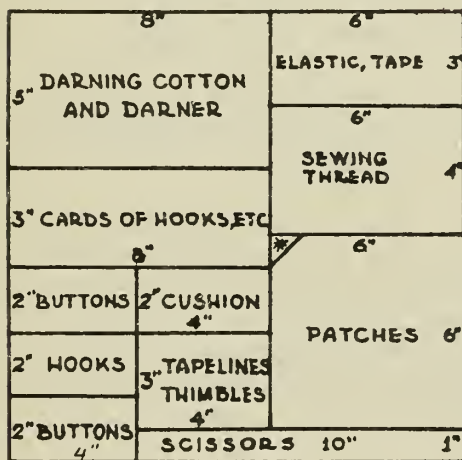 8"
5" DARNING COTTON
AND DARNER
6"
ELASTIC, TAPE 3"
6"
SEWING
THREAD 4"
3" CARDS OF HOOKS, ETC
8"
*
6"
PATCHES 6"
2" BUTTONS
2" CUSHION
4"
2" HOOKS
3" TAPELINES
THIMBLES
4"
2" BUTTONS
4"
SCISSORS 10" 1"